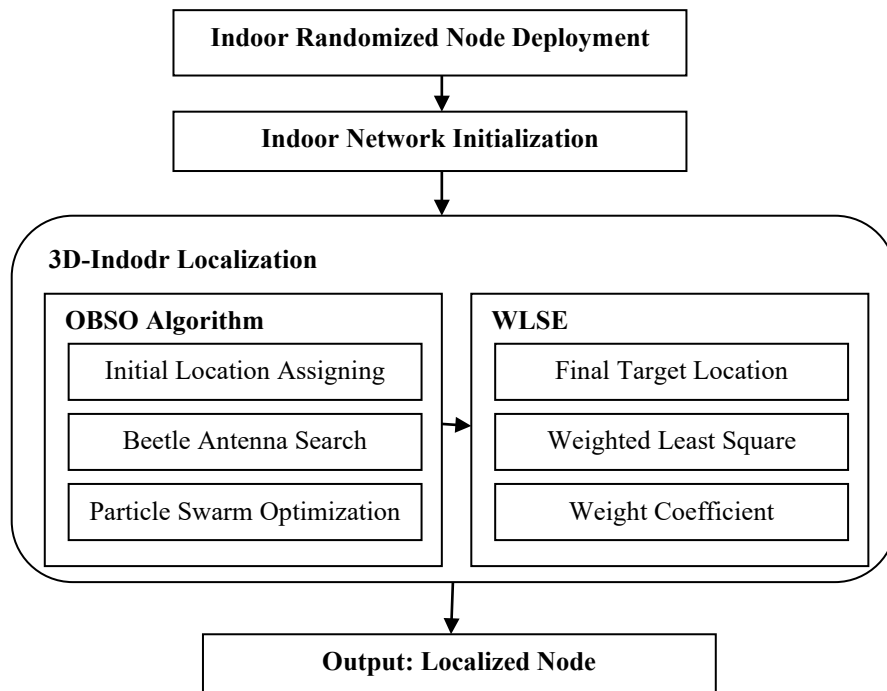 Indoor Randomized Node Deployment
Indoor Network Initialization
3D-Indodr Localization
OBSO Algorithm
Initial Location Assigning
Beetle Antenna Search
Particle Swarm Optimization
WLSE
Final Target Location
Weighted Least Square
Weight Coefficient
Output: Localized Node